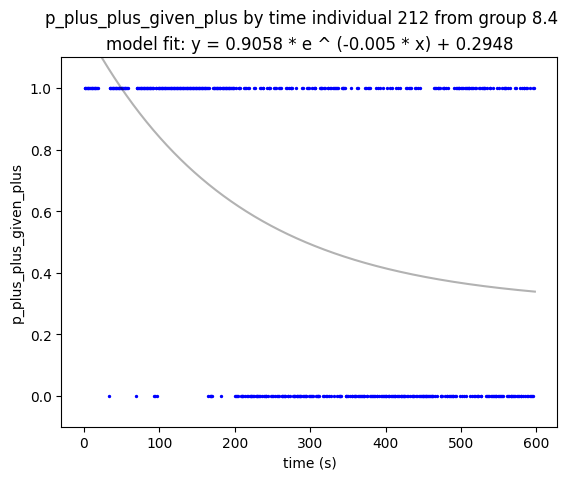 p_plus_plus_given_plus by time individual 212 from group 8.4
model fit: y = 0.9058 * e ^ (-0.005 * x) + 0.2948
1.0
0.8
0.6
0.4
0.2
0.0
p_plus_plus_given_plus
0 100 200 300 400 500 600
time (s)